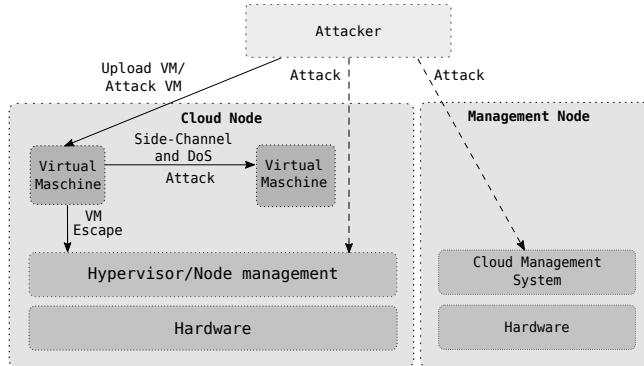 Attacker
Upload VM/
Attack VM
Attack
Attack
Cloud Node
Management Node
Side-Channel
and DoS
Attack
Virtual
Maschine
Virtual
Maschine
VM
Escape
Hypervisor/Node management
Cloud Management
System
Hardware
Hardware